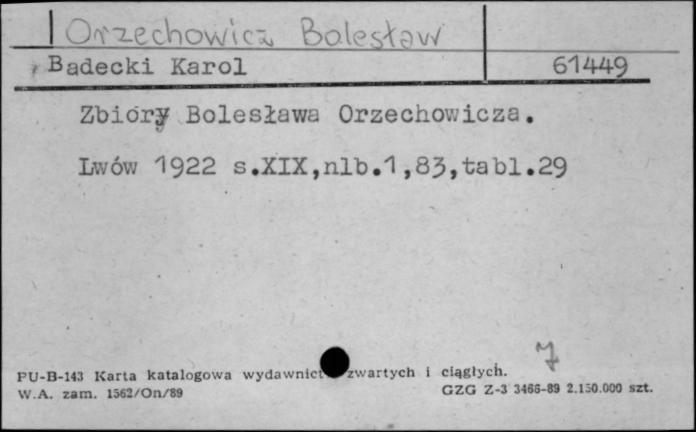 Orzechowicz Bolesław
Badecki Karol 61449
Zbiory Bolesława Orzechowicza.
Lwów 1922 s.XIX,nlb.1,83,tabl.29
7
PU-B-143 Karta katalogowa wydawnict zwartych i ciągłych.
W.A. zam. 1562/On/89 GZG Z-3 3466-89 2.150.000 szt.